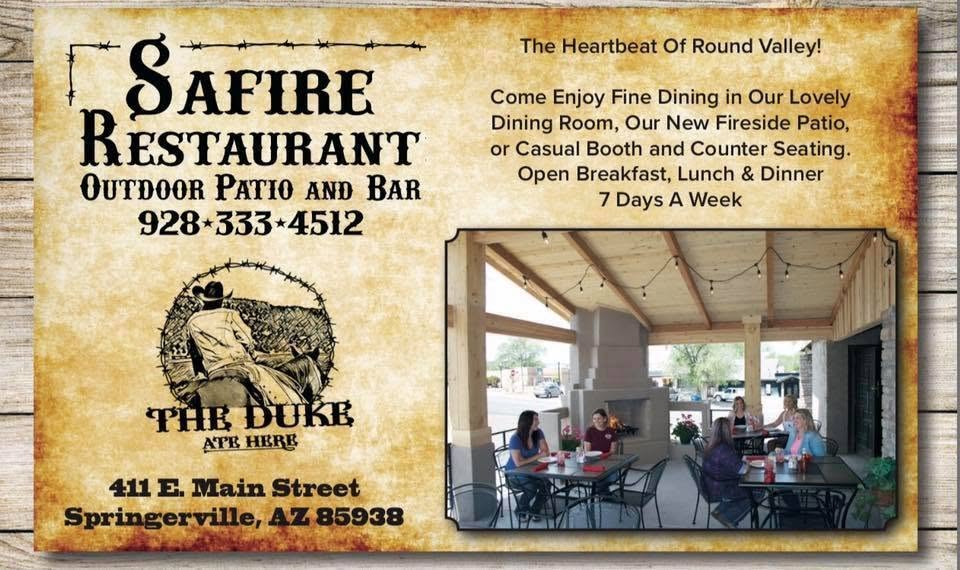 Safire
Restaurant
Outdoor Patio and Bar
928★333★4512
The Duke
Ate Here
411 E. Main Street
Springerville, AZ 85938
The Heartbeat Of Round Valley!
Come Enjoy Fine Dining in Our Lovely
Dining Room, Our New Fireside Patio,
or Casual Booth and Counter Seating.
Open Breakfast, Lunch & Dinner
7 Days A Week